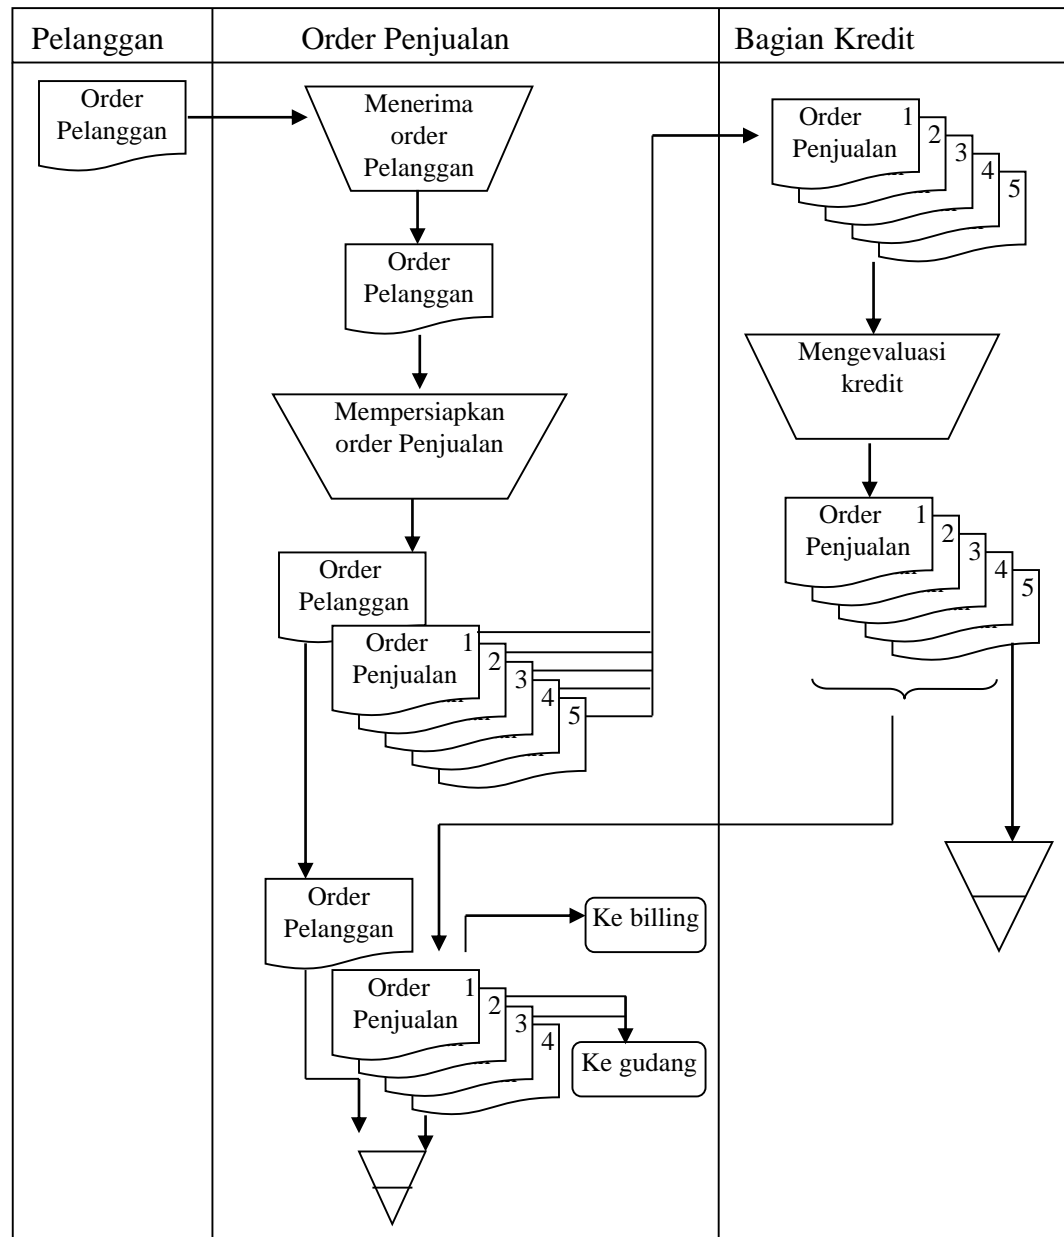 Pelanggan
Order Penjualan
Bagian Kredit
Order
Pelanggan
Menerima
order
Pelanggan
Order
Pelanggan
Mempersiapkan
order Penjualan
Order
Pelanggan
Order 1
Penjualan
2
3
4
5
Order
Pelanggan
Ke billing
Order 1
Penjualan
2
3
4
Ke gudang
Order 1
Penjualan
2
3
4
5
Mengevaluasi
kredit
Order 1
Penjualan
2
3
4
5